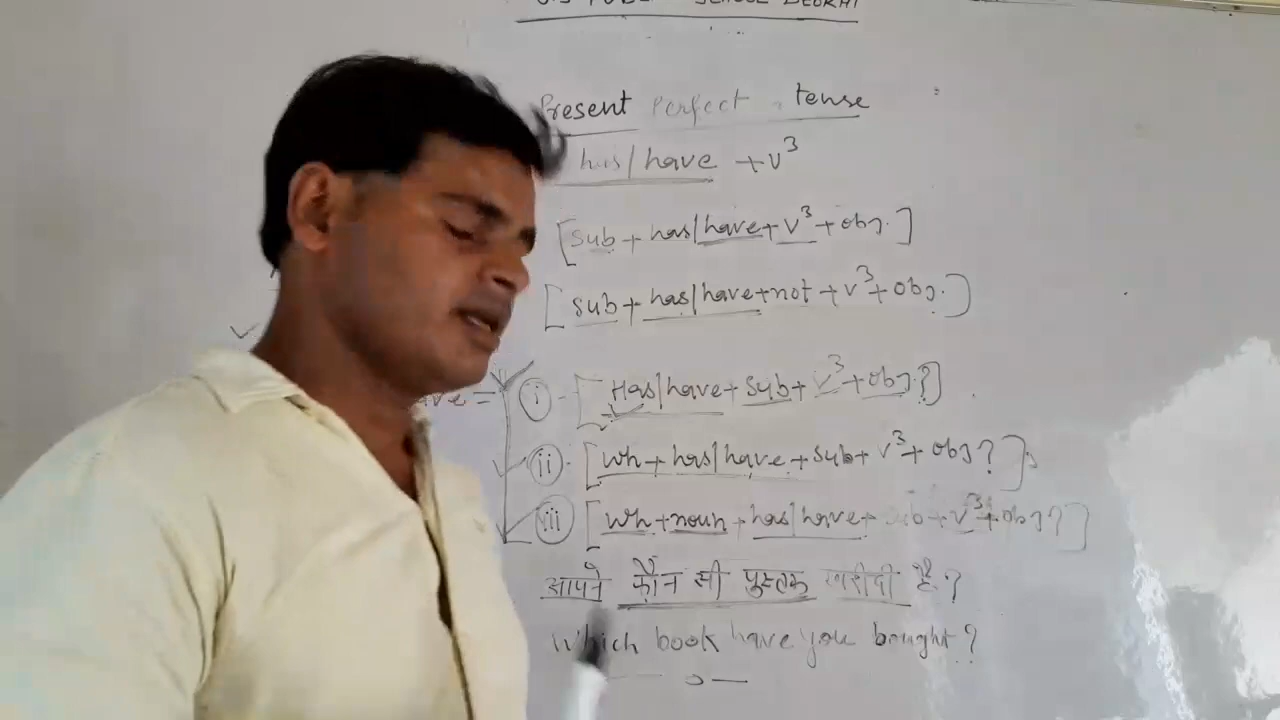 SCHOOL DEORHI
Present Perfect tense
has/have + v³
[sub + has/have + v³ + obj.]
[sub + has/have + not + v³ + obj.]
(i) - [Has/have + sub + v³ + obj.?]
(ii) - [Wh + has/have + sub + v³ + obj?]
(iii) [Wh + noun + has/have + sub + v³ + obj?]
आपने कौन सी पुस्तक खरीदी है?
Which book have you bought?